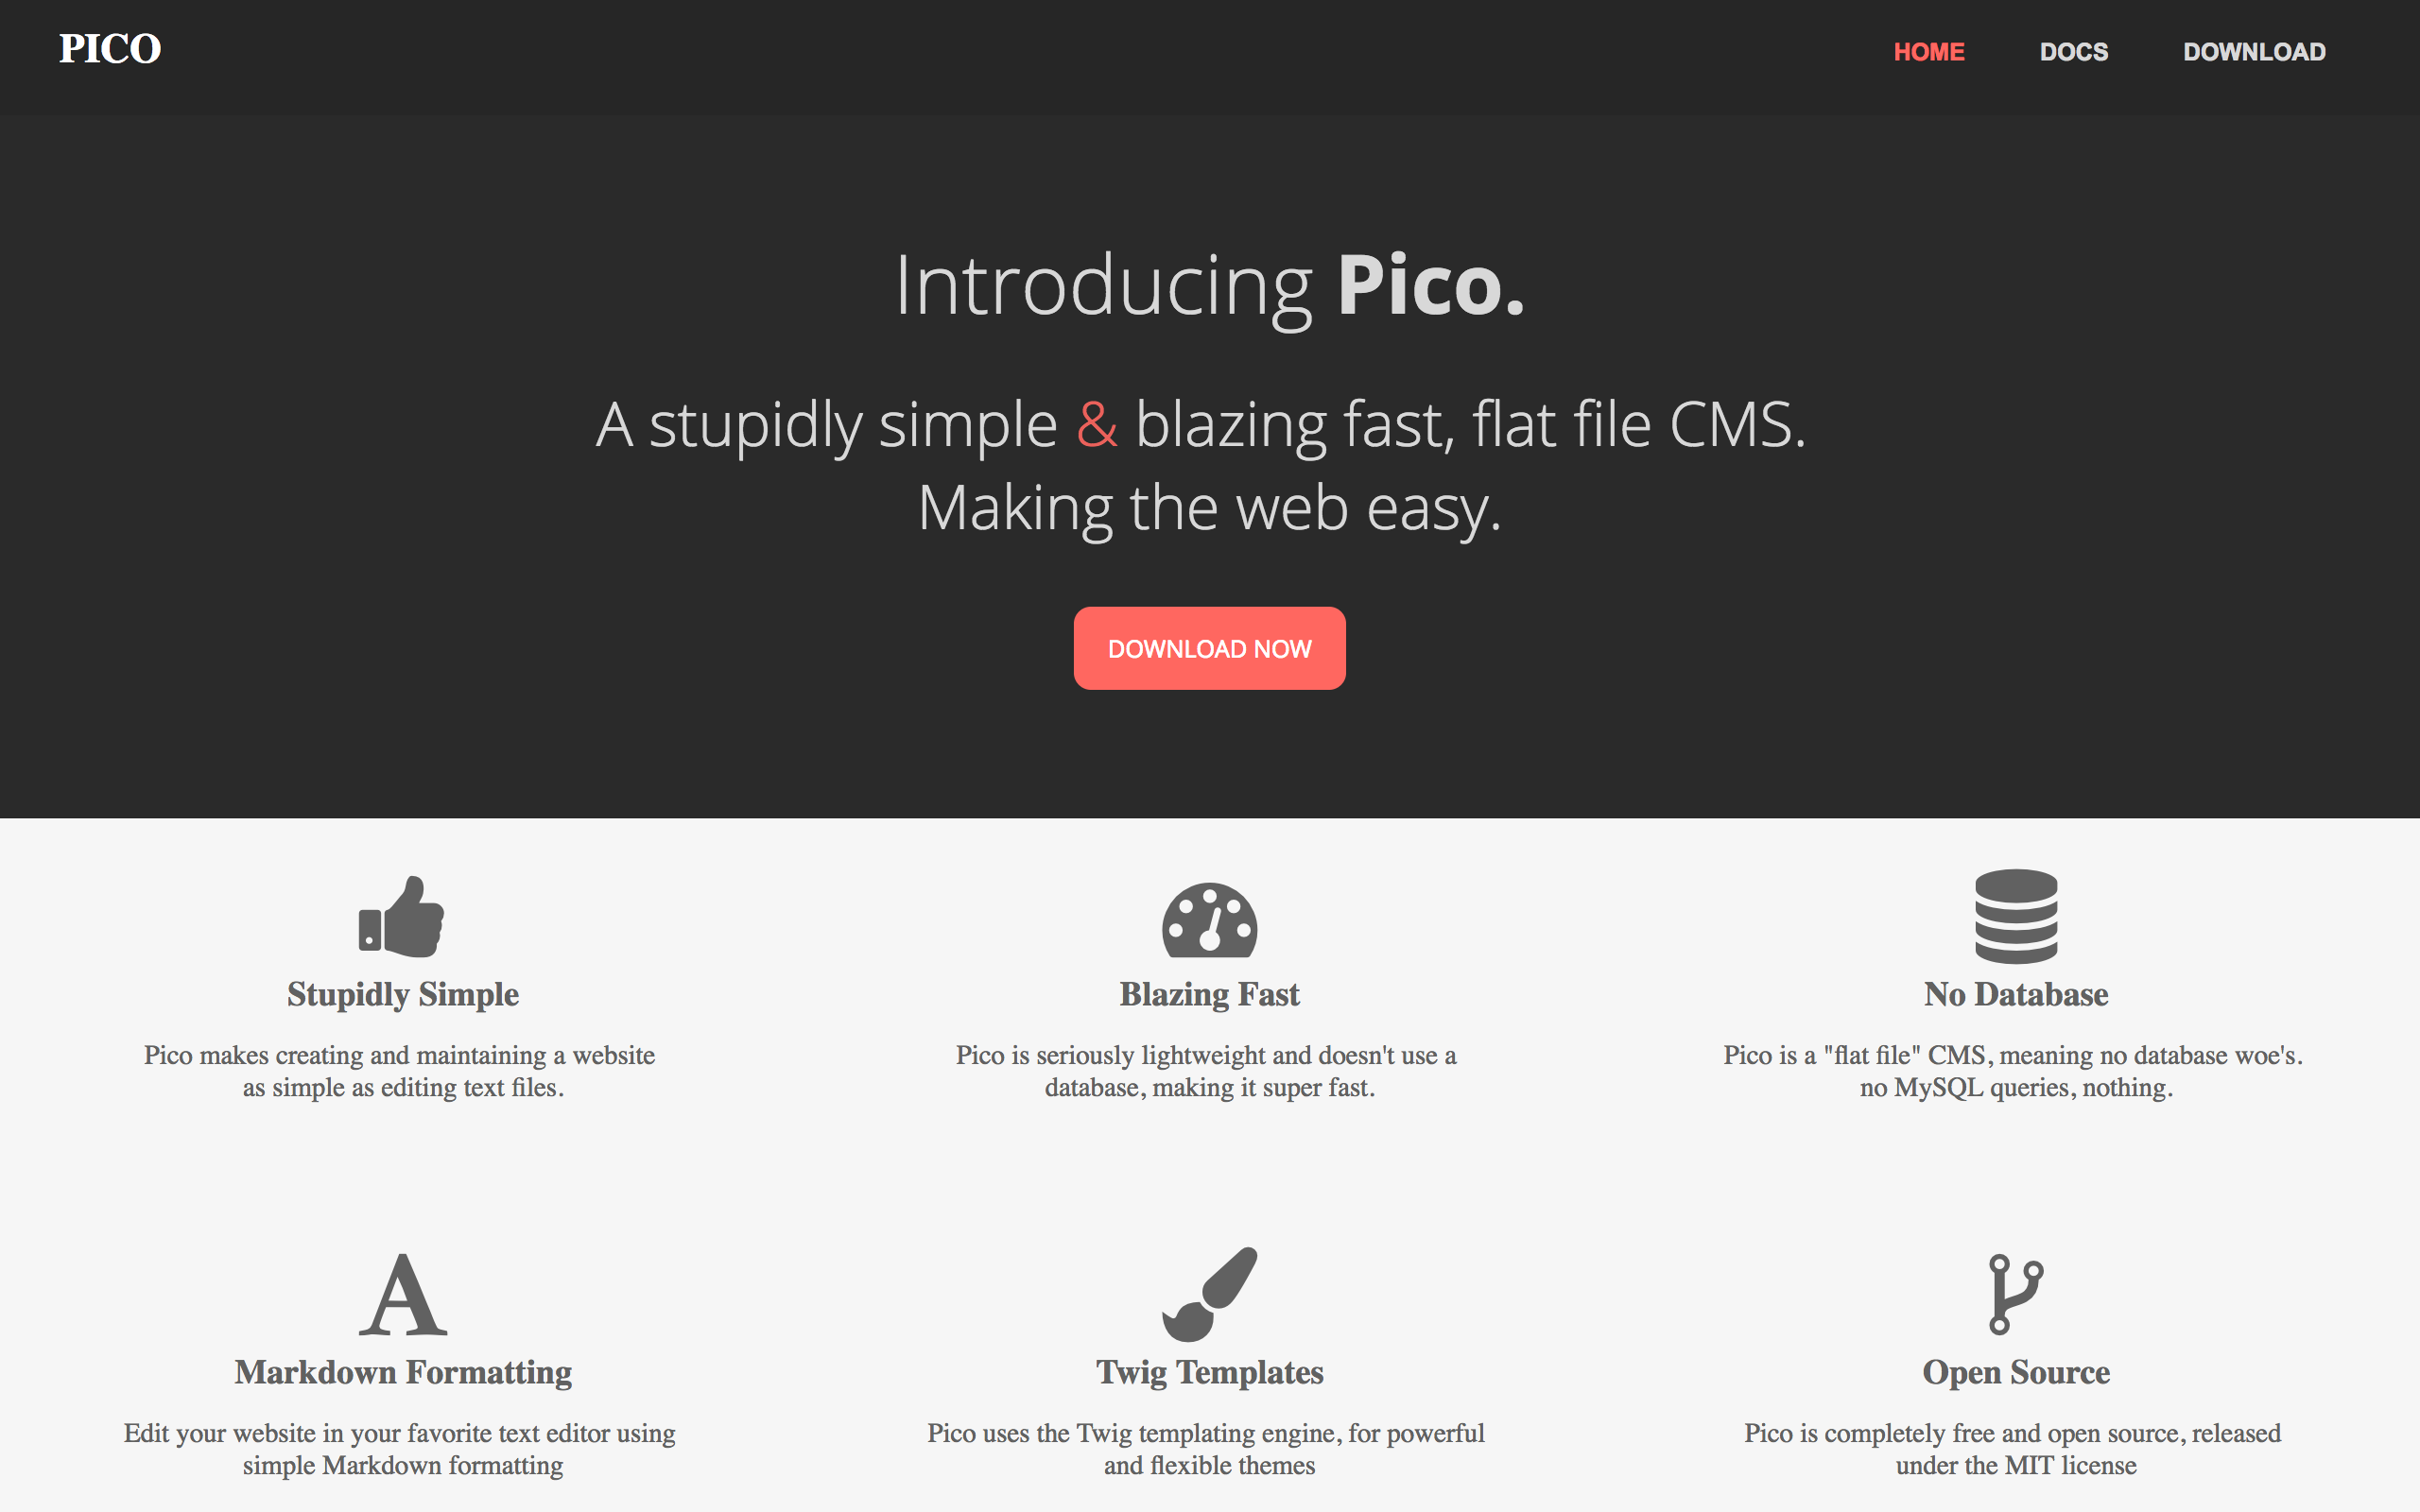 PICO
HOME DOCS DOWNLOAD
Introducing Pico.
A stupidly simple & blazing fast, flat file CMS.
Making the web easy.
DOWNLOAD NOW
Stupidly Simple
Pico makes creating and maintaining a website
as simple as editing text files.
Blazing Fast
Pico is seriously lightweight and doesn't use a
database, making it super fast.
No Database
Pico is a "flat file" CMS, meaning no database woe's.
no MySQL queries, nothing.
Markdown Formatting
Edit your website in your favorite text editor using
simple Markdown formatting
Twig Templates
Pico uses the Twig templating engine, for powerful
and flexible themes
Open Source
Pico is completely free and open source, released
under the MIT license